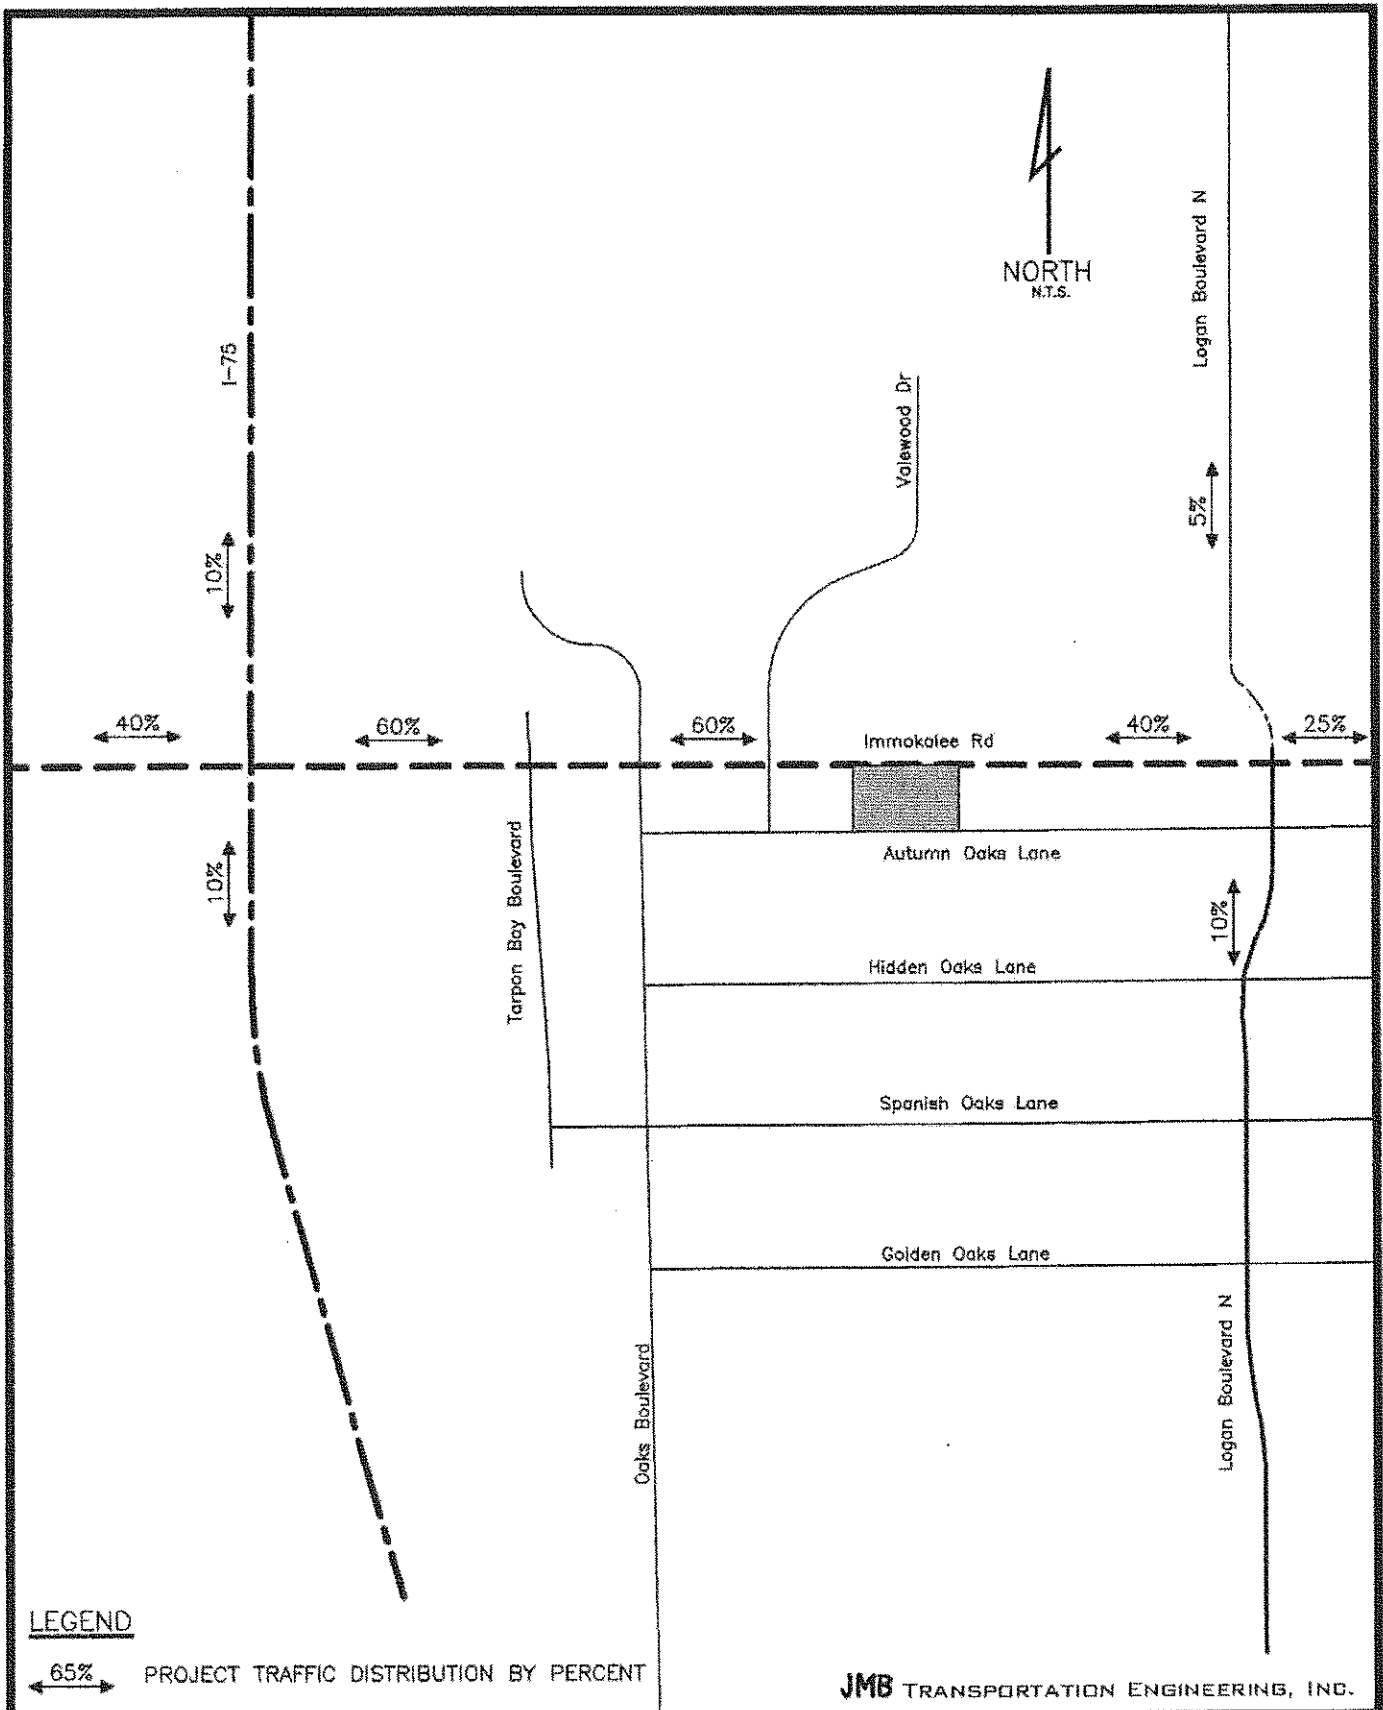 NORTH
N.T.S.
Logan Boulevard N
I-75
Valewood Dr
5%
10%
40%
60%
60%
Immokalee Rd
40%
25%
10%
Tarpon Bay Boulevard
Autumn Oaks Lane
10%
Hidden Oaks Lane
Spanish Oaks Lane
Golden Oaks Lane
Logan Boulevard N
Oaks Boulevard
LEGEND
65% PROJECT TRAFFIC DISTRIBUTION BY PERCENT
JMB TRANSPORTATION ENGINEERING, INC.